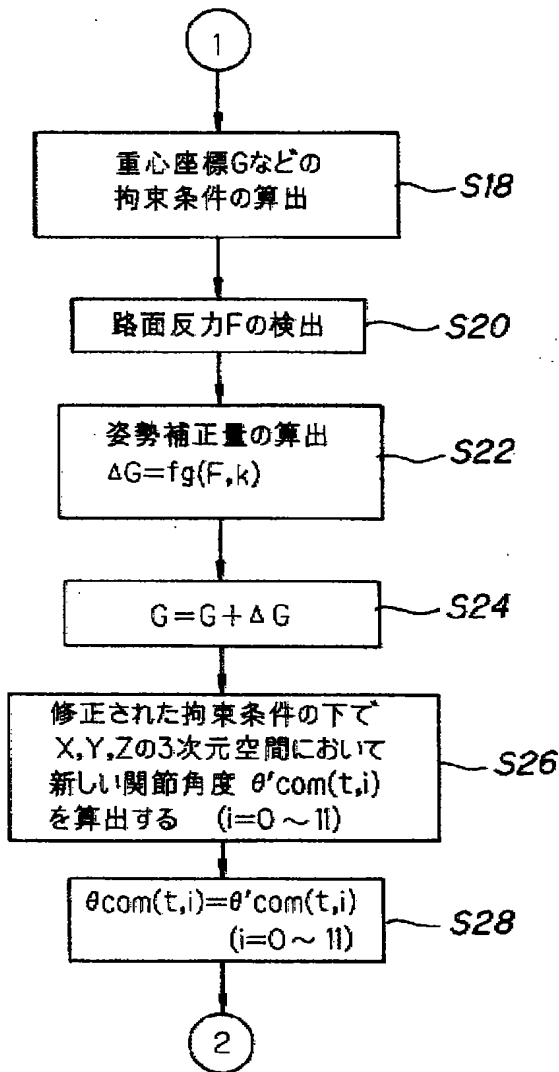 1
重心座標Gなどの
拘束条件の算出
S18
路面反力Fの検出
S20
姿勢補正量の算出
ΔG=fg(F,k)
S22
G=G+ΔG
S24
修正された拘束条件の下で
X,Y,Zの3次元空間において
新しい関節角度 θ'com(t,i)
を算出する (i=0~11)
S26
θcom(t,i)=θ'com(t,i)
(i=0~11)
S28
2